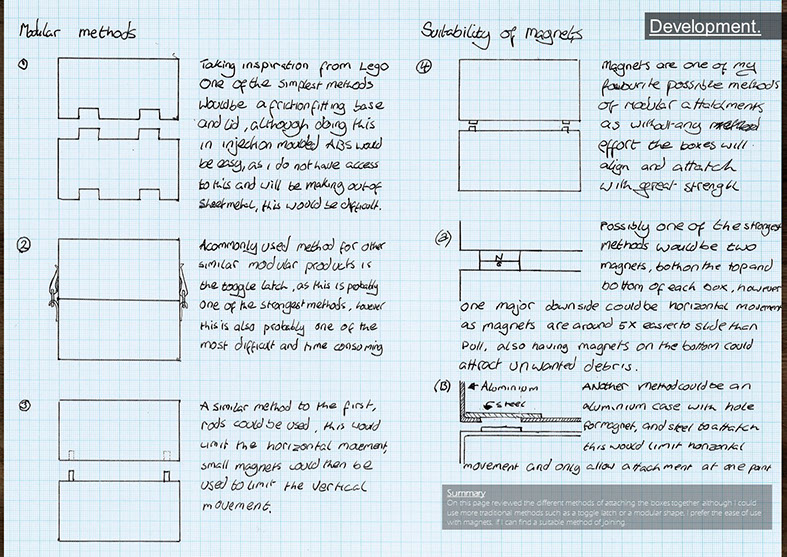 Development.
Modular methods
①
Taking inspiration from Lego
One of the simplest methods
would be a friction fitting base
and lid, although doing this
in injection moulded ABS would
be easy, as i do not have access
to this and will be making out of
sheet metal, this would be difficult.
②
A commonly used method for other
similar modular products is
the toggle latch, as this is probably
one of the strongest methods, however
this is also probably one of the
most difficult and time consuming
③
A similar method to the first,
rods could be used, this would
limit the horizontal movement,
small magnets would then be
used to limit the vertical
movement.
Suitability of magnets
④
Magnets are one of my
favourite possible methods
of modular attatchments
as without any
effort the boxes will
align and attatch
with great strength
Possibly one of the strongest
methods would be two
magnets, both on the top and
bottom of each box, however
one major downside could be horizontal movement
as magnets are around 5x easier to slide than
Pull, also having magnets on the bottom could
attract unwanted debris.
N
S
(B)
Aluminium
Steel
Another method could be an
aluminium case with hole
for magnet, and steel to attatch
this would limit horizontal
movement and only allow attachment at one point
Summary
On this page reviewed the different methods of attaching the boxes together although I could
use more traditional methods such as a toggle latch or a modular shape, I prefer the ease of use
with magnets. If I can find a suitable method of joining.